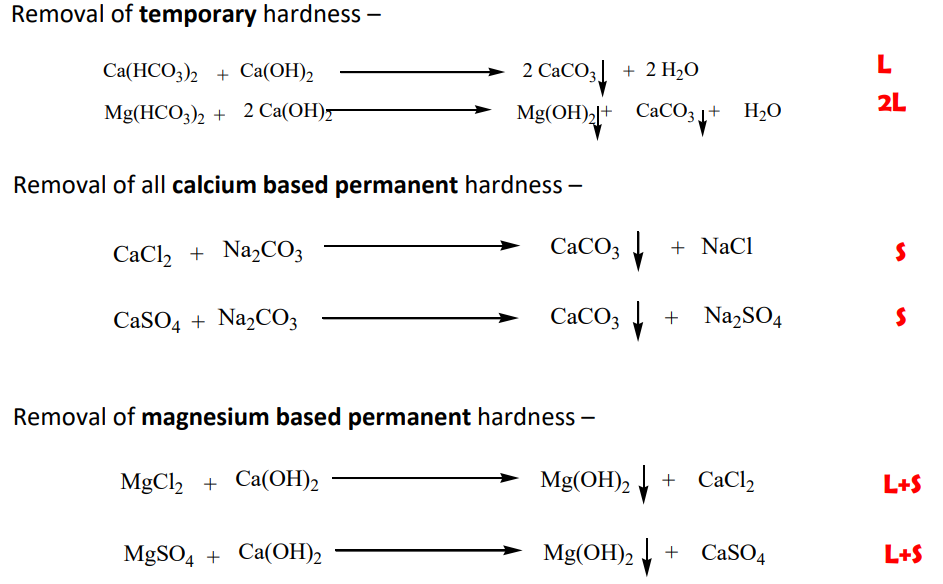 Removal of temporary hardness –
Ca(HCO₃)₂ + Ca(OH)₂ ⟶ 2 CaCO₃↓ + 2 H₂O L
Mg(HCO₃)₂ + 2 Ca(OH)₂ ⟶ Mg(OH)₂↓ + CaCO₃↓ + H₂O 2L
Removal of all calcium based permanent hardness –
CaCl₂ + Na₂CO₃ ⟶ CaCO₃ ↓ + NaCl S
CaSO₄ + Na₂CO₃ ⟶ CaCO₃ ↓ + Na₂SO₄ S
Removal of magnesium based permanent hardness –
MgCl₂ + Ca(OH)₂ ⟶ Mg(OH)₂ ↓ + CaCl₂ L+S
MgSO₄ + Ca(OH)₂ ⟶ Mg(OH)₂ ↓ + CaSO₄ L+S